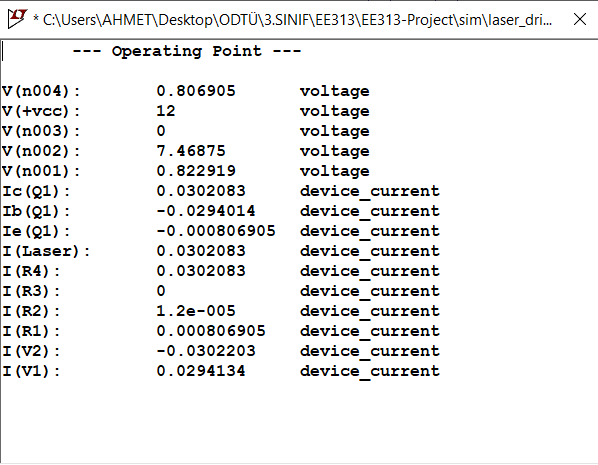 * C:\Users\AHMET\Desktop\ODTÜ\3.SINIF\EE313\EE313-Project\sim\laser_dri...
--- Operating Point ---
V(n004): 0.806905 voltage
V(+vcc): 12 voltage
V(n003): 0 voltage
V(n002): 7.46875 voltage
V(n001): 0.822919 voltage
Ic(Q1): 0.0302083 device_current
Ib(Q1): -0.0294014 device_current
Ie(Q1): -0.000806905 device_current
I(Laser): 0.0302083 device_current
I(R4): 0.0302083 device_current
I(R3): 0 device_current
I(R2): 1.2e-005 device_current
I(R1): 0.000806905 device_current
I(V2): -0.0302203 device_current
I(V1): 0.0294134 device_current